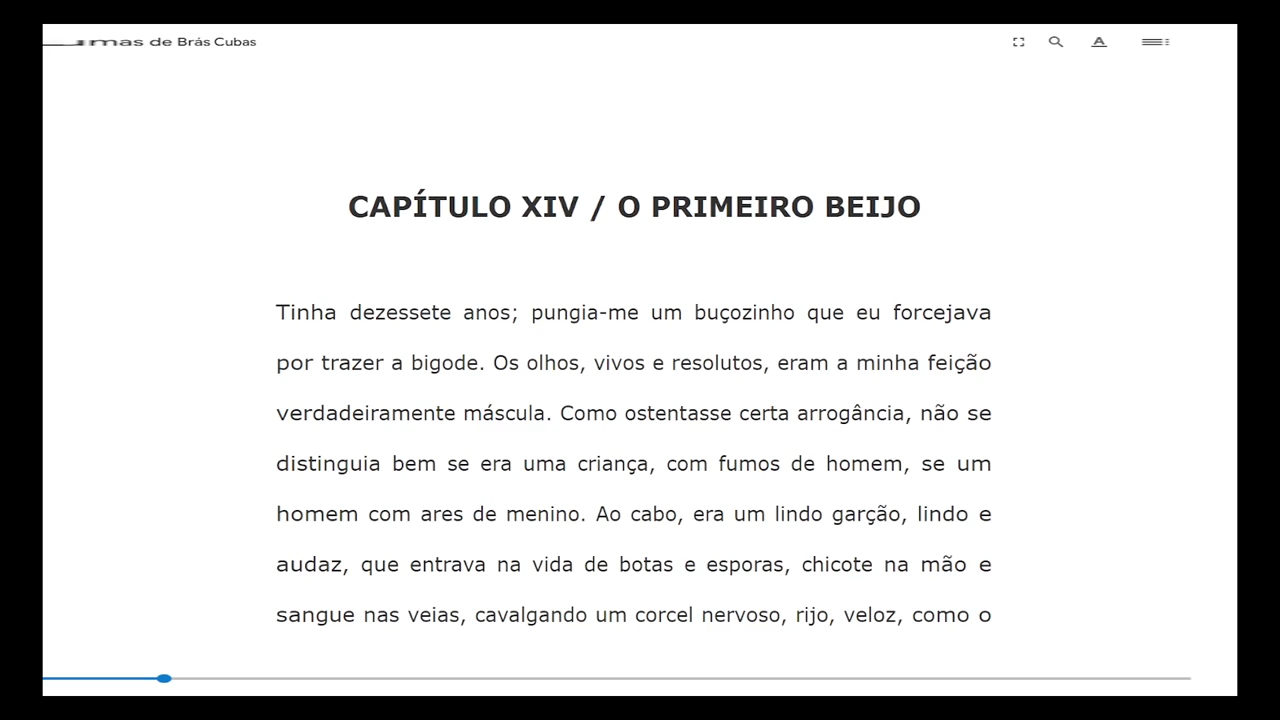 de Brás Cubas
A
CAPÍTULO XIV / O PRIMEIRO BEIJO
Tinha dezessete anos; pungia-me um buçozinho que eu forcejava
por trazer a bigode. Os olhos, vivos e resolutos, eram a minha feição
verdadeiramente máscula. Como ostentasse certa arrogância, não se
distinguia bem se era uma criança, com fumos de homem, se um
homem com ares de menino. Ao cabo, era um lindo garção, lindo e
audaz, que entrava na vida de botas e esporas, chicote na mão e
sangue nas veias, cavalgando um corcel nervoso, rijo, veloz, como o